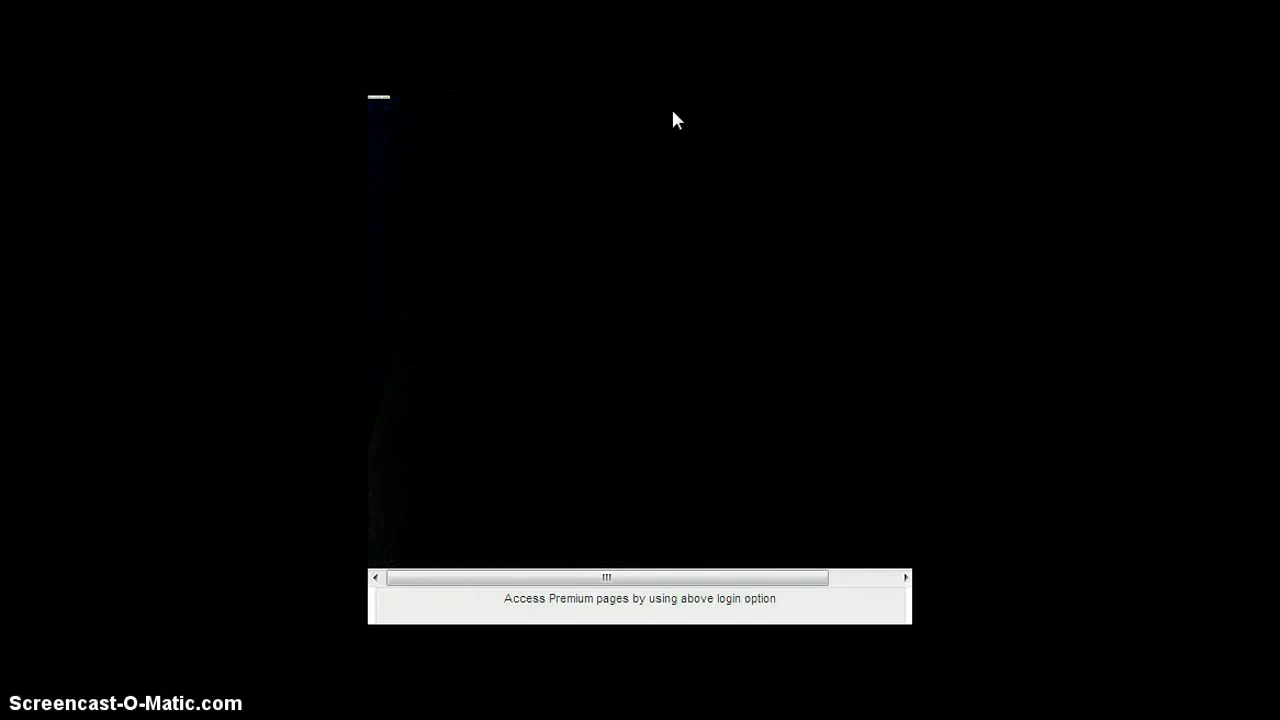 Access Premium pages by using above login option
Screencast-O-Matic.com